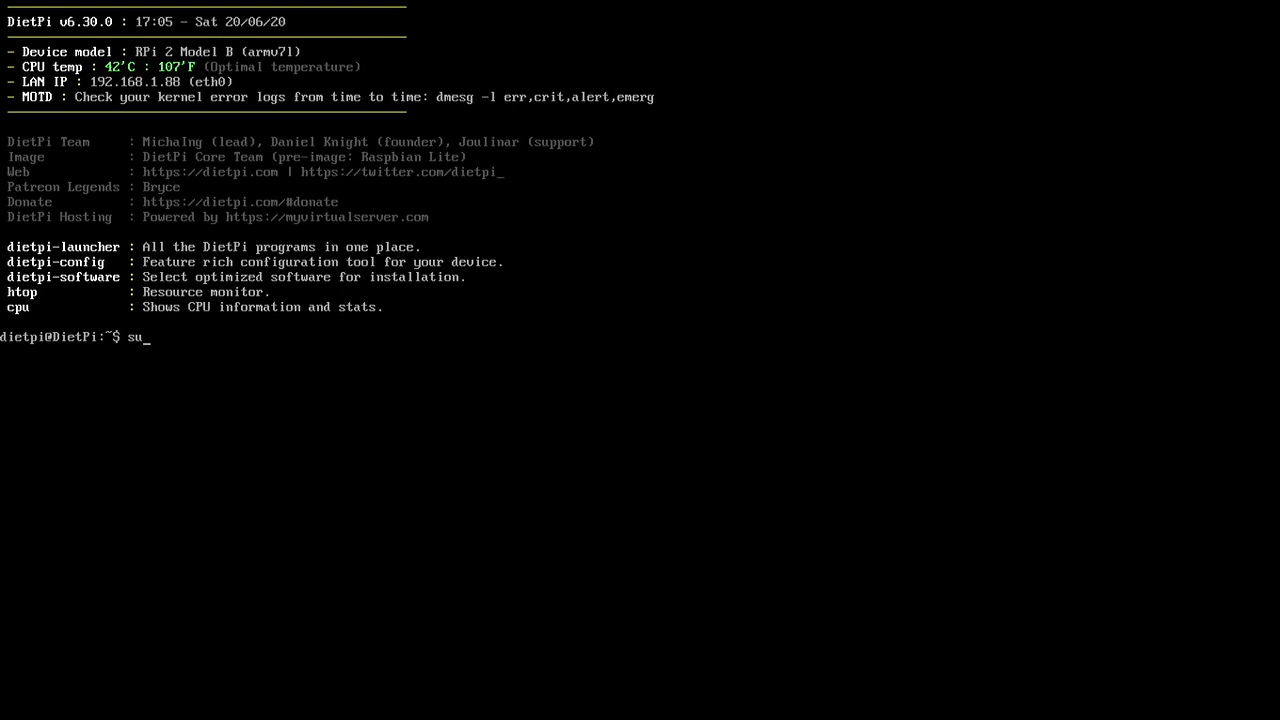 DietPi v6.30.0 : 17:05 - Sat 20/06/20
- Device model : RPi 2 Model B (armv7l)
- CPU temp : 42'C : 107'F (Optimal temperature)
- LAN IP : 192.168.1.88 (eth0)
- MOTD : Check your kernel error logs from time to time: dmesg -l err,crit,alert,emerg
DietPi Team     : MichaIng (lead), Daniel Knight (founder), Joulinar (support)
Image           : DietPi Core Team (pre-image: Raspbian Lite)
Web             : https://dietpi.com | https://twitter.com/dietpi_
Patreon Legends : Bryce
Donate          : https://dietpi.com/#donate
DietPi Hosting  : Powered by https://myvirtualserver.com
dietpi-launcher : All the DietPi programs in one place.
dietpi-config   : Feature rich configuration tool for your device.
dietpi-software : Select optimized software for installation.
htop            : Resource monitor.
cpu             : Shows CPU information and stats.
dietpi@DietPi:~$ su_